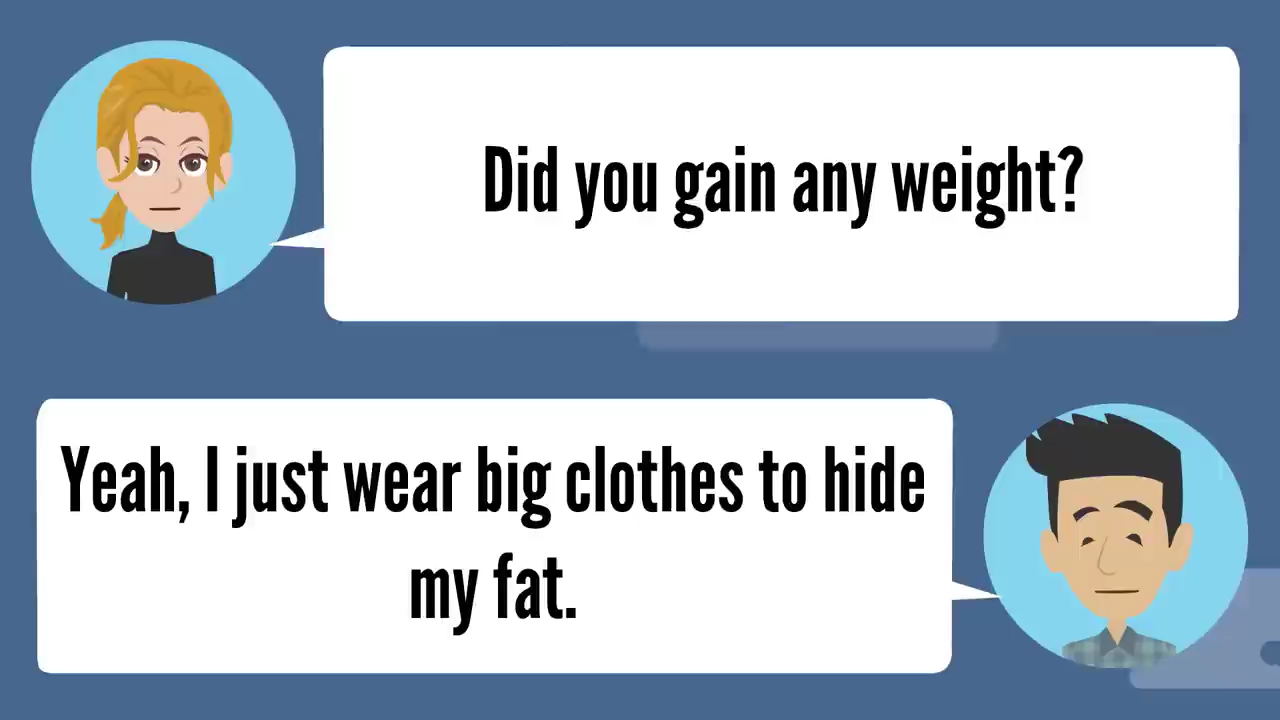 Did you gain any weight?
Yeah, I just wear big clothes to hide
my fat.